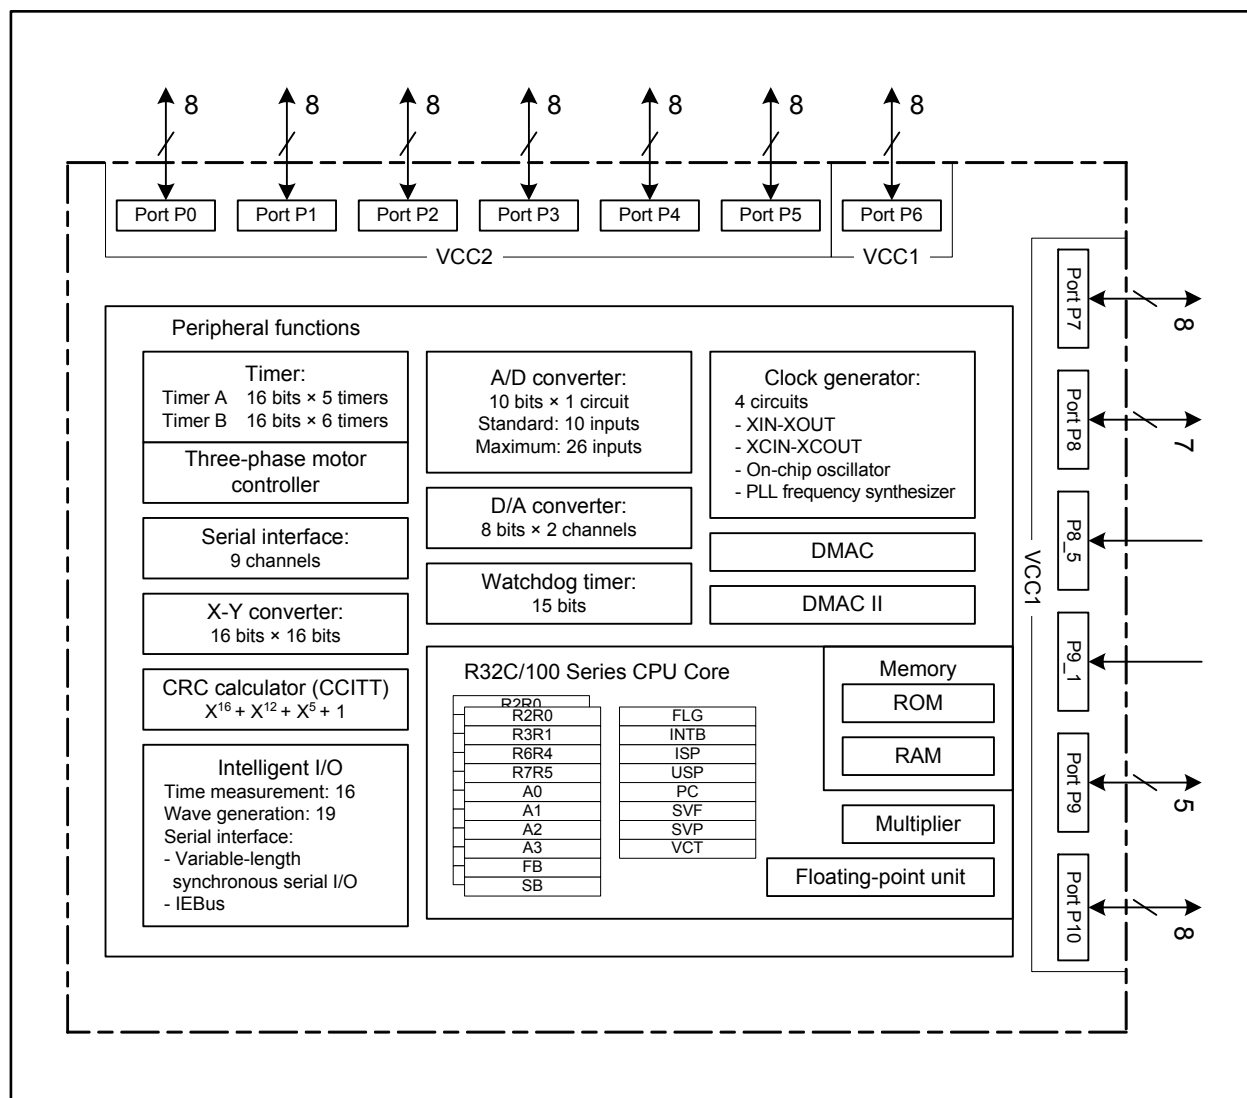 8 8 8 8 8 8 8
Port P0 Port P1 Port P2 Port P3 Port P4 Port P5 Port P6
VCC2 VCC1
Peripheral functions
Timer:
Timer A 16 bits × 5 timers
Timer B 16 bits × 6 timers
Three-phase motor
controller
Serial interface:
9 channels
X-Y converter:
16 bits × 16 bits
CRC calculator (CCITT)
X¹⁶ + X¹² + X⁵ + 1
Intelligent I/O
Time measurement: 16
Wave generation: 19
Serial interface:
- Variable-length
synchronous serial I/O
- IEBus
A/D converter:
10 bits × 1 circuit
Standard: 10 inputs
Maximum: 26 inputs
D/A converter:
8 bits × 2 channels
Watchdog timer:
15 bits
Clock generator:
4 circuits
- XIN-XOUT
- XCIN-XCOUT
- On-chip oscillator
- PLL frequency synthesizer
DMAC
DMAC II
R32C/100 Series CPU Core
R2R0
R2R0
R3R1
R6R4
R7R5
A0
A1
A2
A3
FB
SB
FLG
INTB
ISP
USP
PC
SVF
SVP
VCT
Memory
ROM
RAM
Multiplier
Floating-point unit
VCC1
Port P7
8
Port P8
7
P8_5
P9_1
Port P9
5
Port P10
8